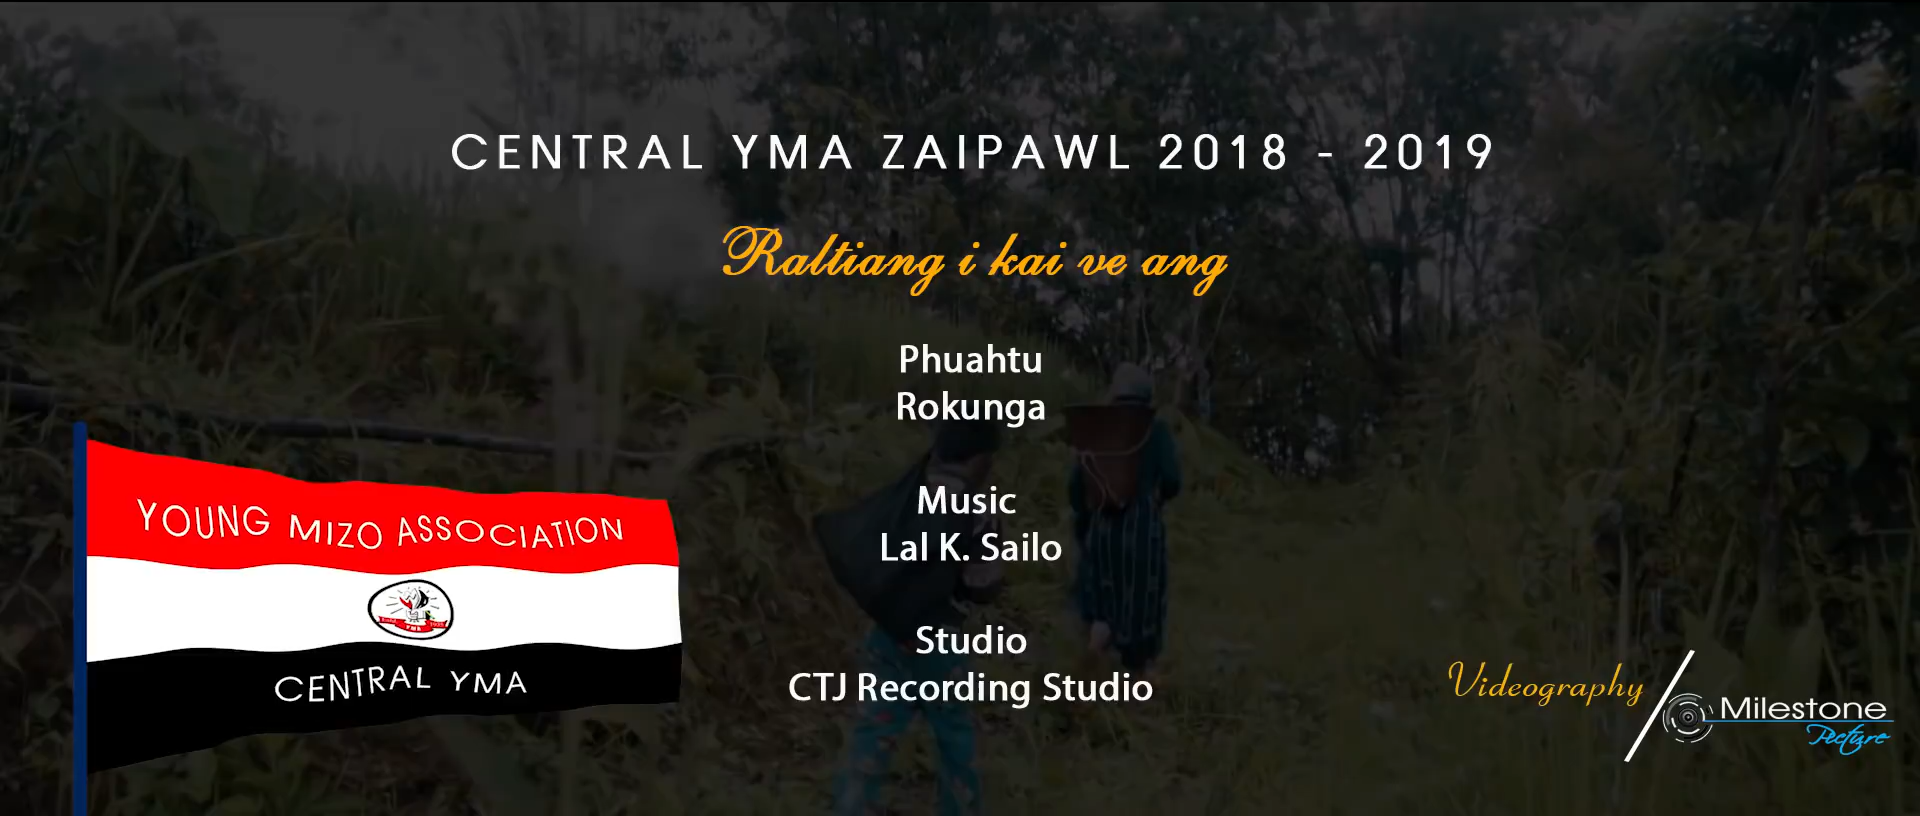 CENTRAL YMA ZAIPAWL 2018 - 2019
Raltiang i kai ve ang
Phuahtu
Rokunga
Music
Lal K. Sailo
Studio
CTJ Recording Studio
YOUNG MIZO ASSOCIATION
YMA
CENTRAL YMA
Videography
Milestone
Picture